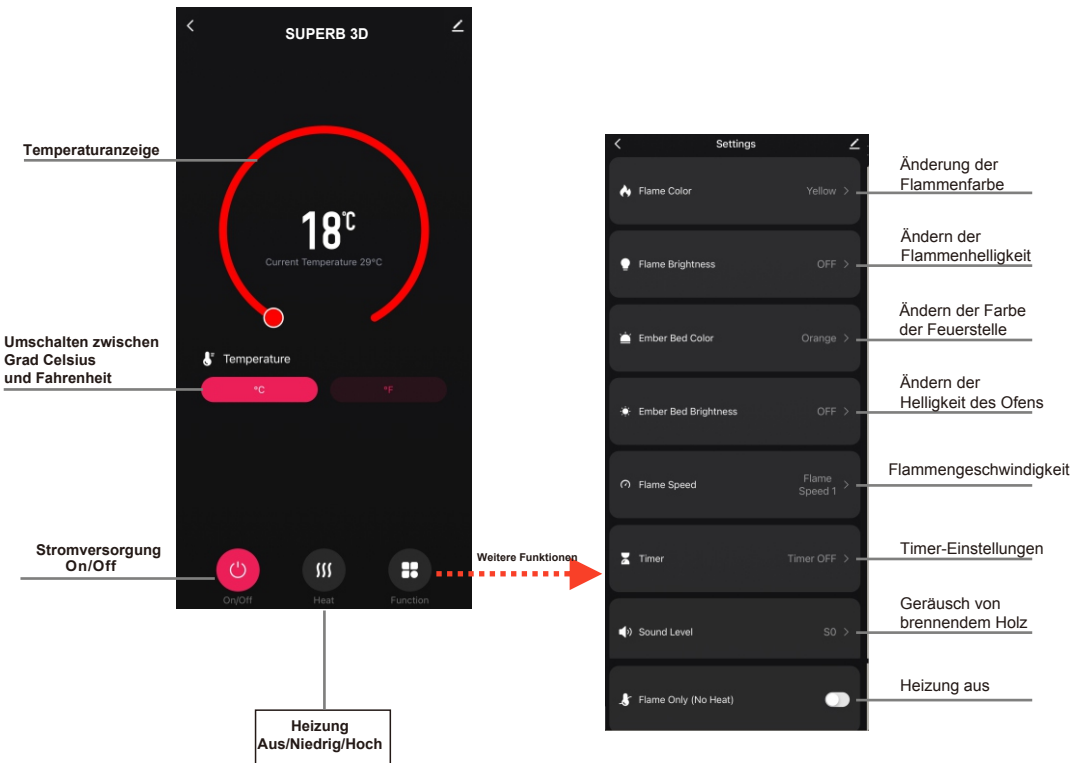 SUPERB 3D
Temperaturanzeige
18°C
Current Temperature 29°C
Umschalten zwischen
Grad Celsius
und Fahrenheit
Temperature
°C
°F
Stromversorgung
On/Off
On/Off
Heat
Function
Weitere Funktionen
Heizung
Aus/Niedrig/Hoch
Settings
Flame Color
Yellow
Änderung der
Flammenfarbe
Flame Brightness
OFF
Ändern der
Flammenhelligkeit
Ember Bed Color
Orange
Ändern der Farbe
der Feuerstelle
Ember Bed Brightness
OFF
Ändern der
Helligkeit des Ofens
Flame Speed
Flame
Speed 1
Flammengeschwindigkeit
Timer
Timer OFF
Timer-Einstellungen
Sound Level
S0
Geräusch von
brennendem Holz
Flame Only (No Heat)
Heizung aus